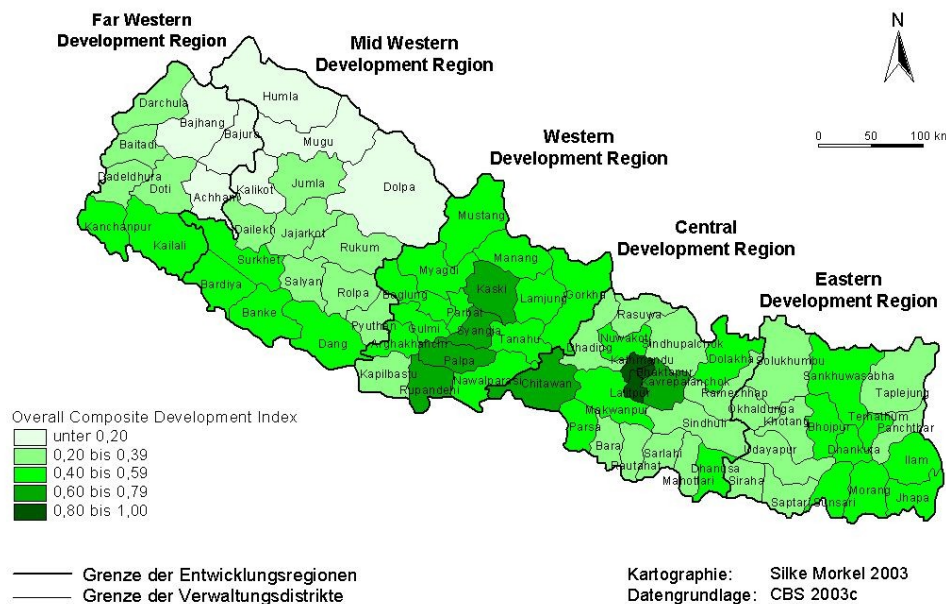 Far Western
Development Region
Mid Western
Development Region
N
0 50 100 km
Western
Development Region
Central
Development Region
Eastern
Development Region
Darchula
Humla
Bajhang
Bajura
Mugu
Baitadi
Dadeldhura
Doti
Achham
Kalikot
Jumla
Dolpa
Kanchanpur
Kailali
Dailekh
Jajarkot
Rukum
Surkhet
Salyan
Rolpa
Bardiya
Banke
Dang
Pyuthan
Mustang
Manang
Myagdi
Kaski
Baglung
Lamjung
Gorkha
Parbat
Gulmi
Syangja
Tanahu
Arghakhanchi
Palpa
Kapilbastu
Rupandehi
Nawalparasi
Chitawan
Rasuwa
Nuwakot
Sindhupalchok
Dhading
Kathmandu
Bhaktapur
Kavrepalanchok
Lalitpur
Dolakha
Ramechhap
Makwanpur
Parsa
Bara
Rautahat
Sarlahi
Sindhuli
Mahottari
Dhanusa
Solukhumbu
Sankhuwasabha
Taplejung
Okhaldunga
Khotang
Bhojpur
Terhathum
Panchthar
Dhankuta
Udayapur
Siraha
Saptari
Sunsari
Morang
Ilam
Jhapa
Overall Composite Development Index
unter 0,20
0,20 bis 0,39
0,40 bis 0,59
0,60 bis 0,79
0,80 bis 1,00
Grenze der Entwicklungsregionen
Grenze der Verwaltungsdistrikte
Kartographie: Silke Morkel 2003
Datengrundlage: CBS 2003c